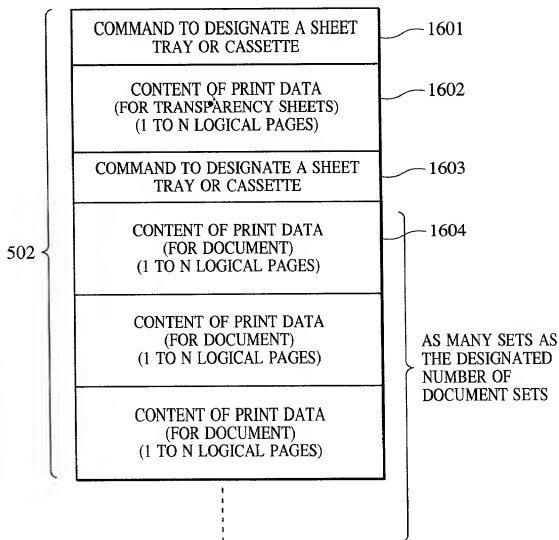 COMMAND TO DESIGNATE A SHEET
TRAY OR CASSETTE
1601
CONTENT OF PRINT DATA
(FOR TRANSPARENCY SHEETS)
(1 TO N LOGICAL PAGES)
1602
COMMAND TO DESIGNATE A SHEET
TRAY OR CASSETTE
1603
CONTENT OF PRINT DATA
(FOR DOCUMENT)
(1 TO N LOGICAL PAGES)
1604
502
CONTENT OF PRINT DATA
(FOR DOCUMENT)
(1 TO N LOGICAL PAGES)
CONTENT OF PRINT DATA
(FOR DOCUMENT)
(1 TO N LOGICAL PAGES)
AS MANY SETS AS
THE DESIGNATED
NUMBER OF
DOCUMENT SETS